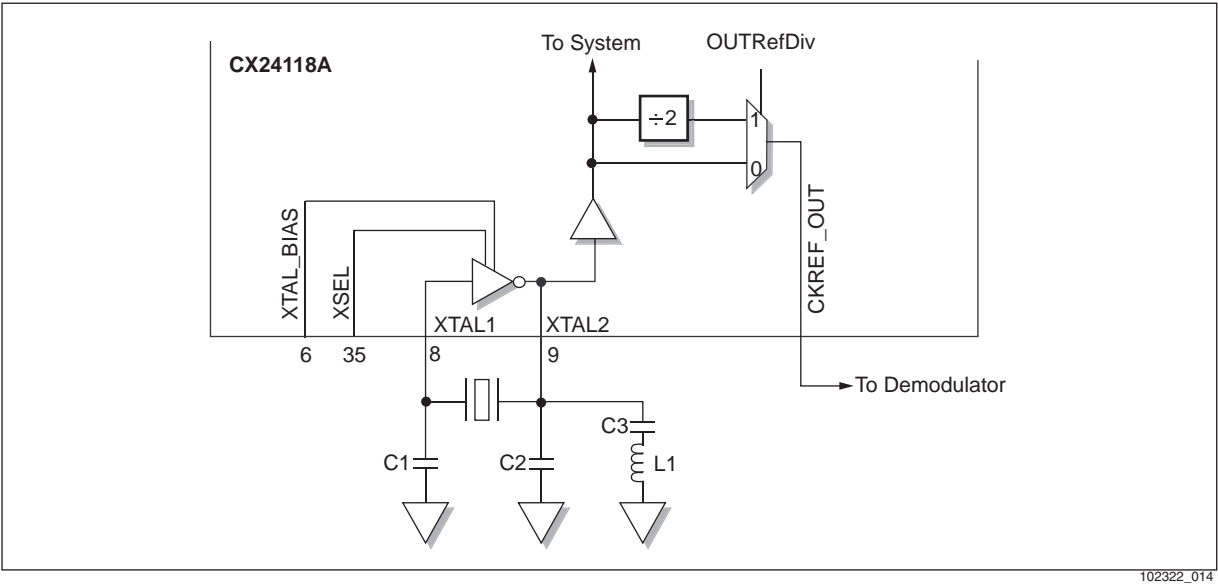 To System
OUTRefDiv
CX24118A
÷2
1
0
XTAL_BIAS
XSEL
CKREF_OUT
XTAL1
XTAL2
6
35
8
9
To Demodulator
C3
C1
C2
L1
102322_014